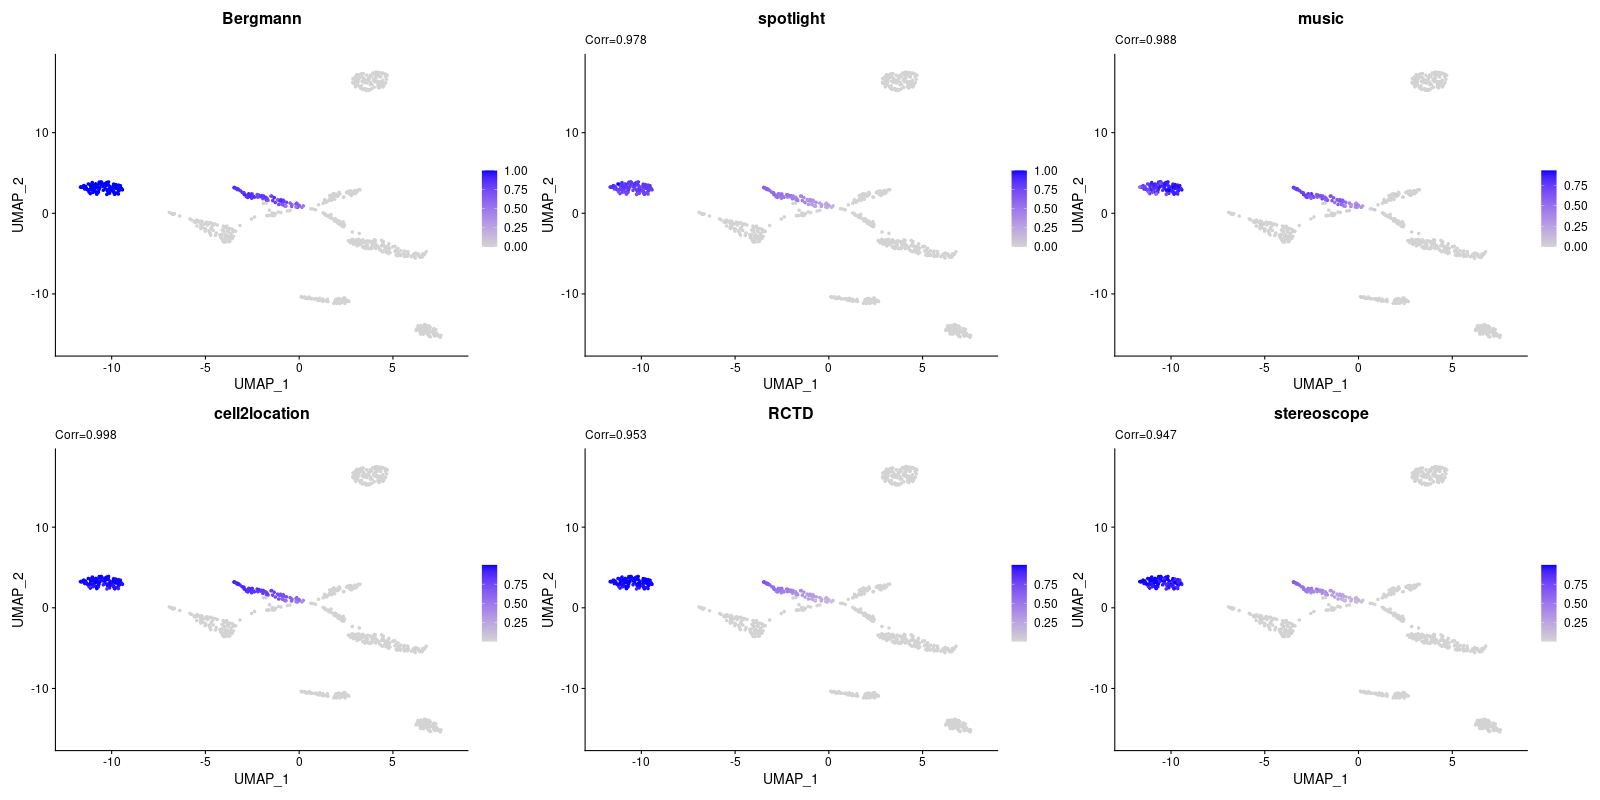 Bergmann
10
0
-10
UMAP_2
-10
-5
0
5
UMAP_1
1.00
0.75
0.50
0.25
0.00
spotlight
Corr=0.978
10
0
-10
UMAP_2
-10
-5
0
5
UMAP_1
1.00
0.75
0.50
0.25
0.00
music
Corr=0.988
10
0
-10
UMAP_2
-10
-5
0
5
UMAP_1
0.75
0.50
0.25
0.00
cell2location
Corr=0.998
10
0
-10
UMAP_2
-10
-5
0
5
UMAP_1
0.75
0.50
0.25
RCTD
Corr=0.953
10
0
-10
UMAP_2
-10
-5
0
5
UMAP_1
0.75
0.50
0.25
stereoscope
Corr=0.947
10
0
-10
UMAP_2
-10
-5
0
5
UMAP_1
0.75
0.50
0.25